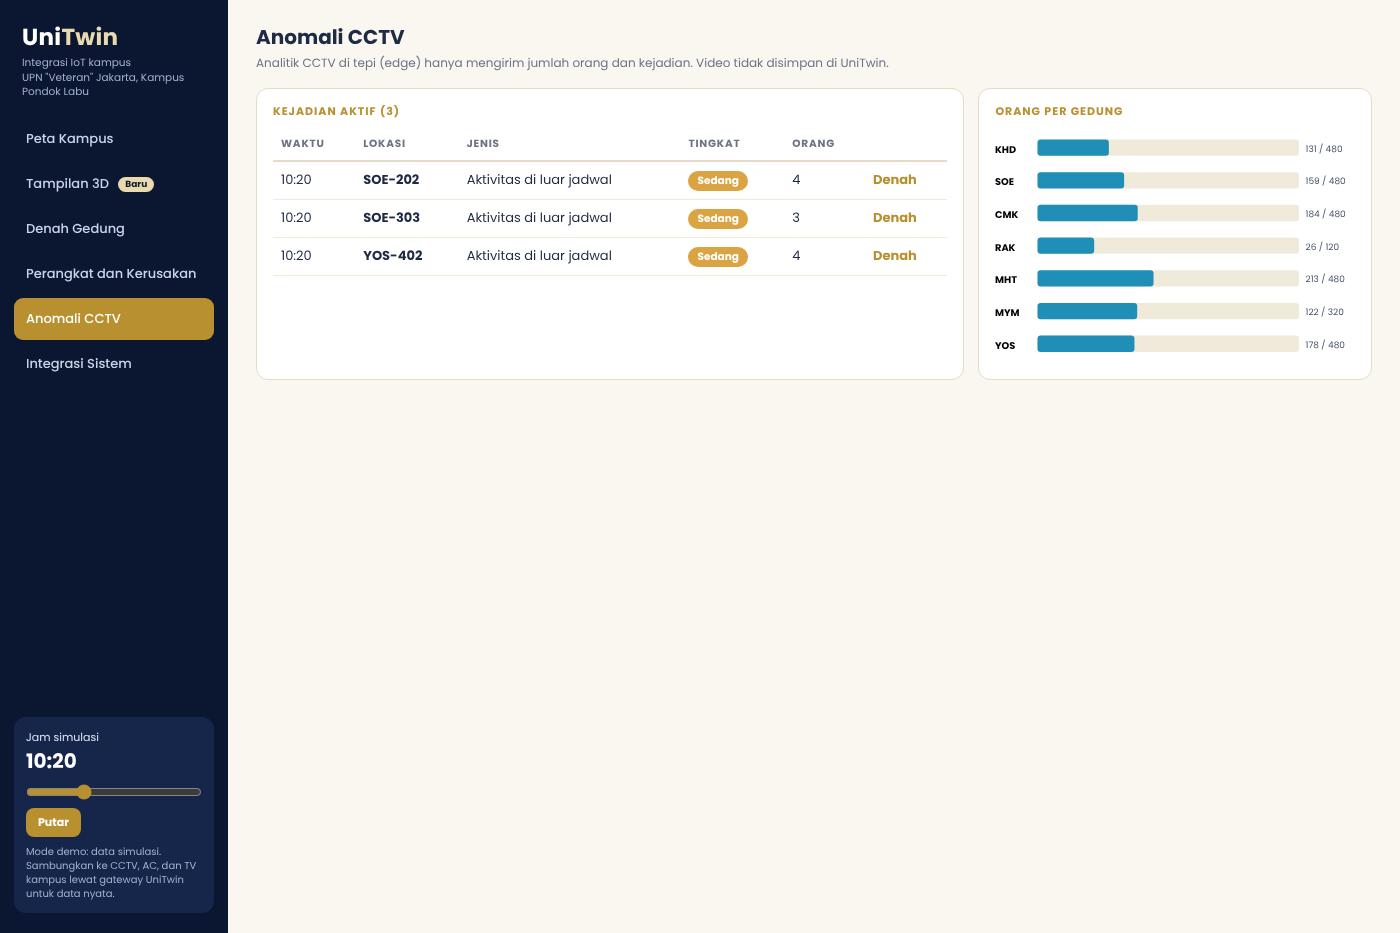 UniTwin
Integrasi IoT kampus
UPN "Veteran" Jakarta, Kampus
Pondok Labu
Peta Kampus
Tampilan 3D Baru
Denah Gedung
Perangkat dan Kerusakan
Anomali CCTV
Integrasi Sistem
Jam simulasi
10:20
Putar
Mode demo: data simulasi.
Sambungkan ke CCTV, AC, dan TV
kampus lewat gateway UniTwin
untuk data nyata.
Anomali CCTV
Analitik CCTV di tepi (edge) hanya mengirim jumlah orang dan kejadian. Video tidak disimpan di UniTwin.
KEJADIAN AKTIF (3)
WAKTU LOKASI JENIS TINGKAT ORANG
10:20 SOE-202 Aktivitas di luar jadwal Sedang 4 Denah
10:20 SOE-303 Aktivitas di luar jadwal Sedang 3 Denah
10:20 YOS-402 Aktivitas di luar jadwal Sedang 4 Denah
ORANG PER GEDUNG
KHD 131 / 480
SOE 159 / 480
CMK 184 / 480
RAK 26 / 120
MHT 213 / 480
MYM 122 / 320
YOS 178 / 480